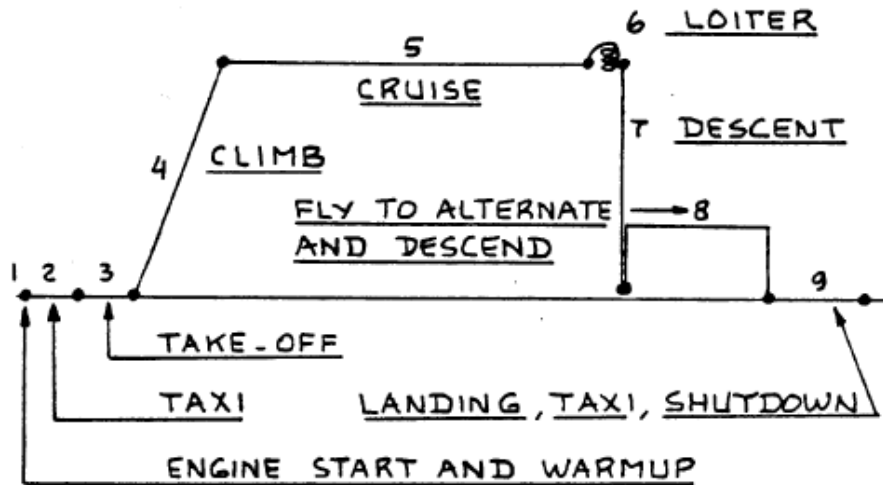 6 LOITER
5
CRUISE
7 DESCENT
4 CLIMB
FLY TO ALTERNATE → 8
AND DESCEND
1 2 3
9
TAKE-OFF
TAXI
LANDING, TAXI, SHUTDOWN
ENGINE START AND WARMUP